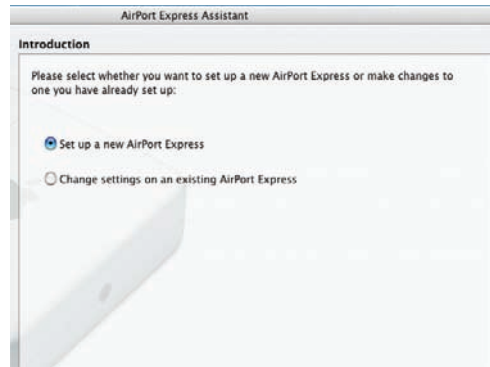 AirPort Express Assistant
Introduction
Please select whether you want to set up a new AirPort Express or make changes to
one you have already set up:
Set up a new AirPort Express
Change settings on an existing AirPort Express